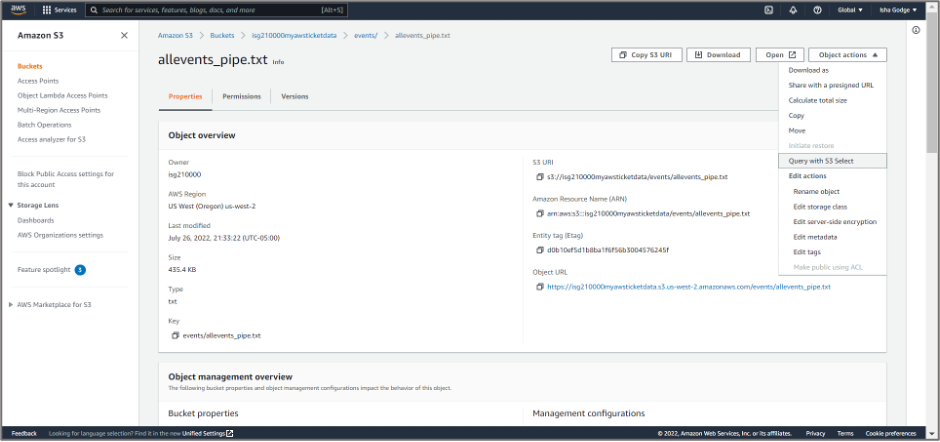 aws
Services
Search for services, features, blogs, docs, and more
[Alt+S]
Global
Isha Godge
Amazon S3
Buckets
Access Points
Object Lambda Access Points
Multi-Region Access Points
Batch Operations
Access analyzer for S3
Block Public Access settings for
this account
Storage Lens
Dashboards
AWS Organizations settings
Feature spotlight 3
AWS Marketplace for S3
Amazon S3 > Buckets > isg210000myawsticketdata > events/ > allevents_pipe.txt
allevents_pipe.txt Info
Copy S3 URI
Download
Open
Object actions
Download as
Share with a presigned URL
Calculate total size
Copy
Move
Initiate restore
Query with S3 Select
Edit actions
Rename object
Edit storage class
Edit server-side encryption
Edit metadata
Edit tags
Make public using ACL
Properties
Permissions
Versions
Object overview
Owner
isg210000
AWS Region
US West (Oregon) us-west-2
Last modified
July 26, 2022, 21:33:22 (UTC-05:00)
Size
435.4 KB
Type
txt
Key
events/allevents_pipe.txt
S3 URI
s3://isg210000myawsticketdata/events/allevents_pipe.txt
Amazon Resource Name (ARN)
arn:aws:s3:::isg210000myawsticketdata/events/allevents_pipe.txt
Entity tag (Etag)
d0b10ef5d1b8ba1f6f56b3004576245f
Object URL
https://isg210000myawsticketdata.s3.us-west-2.amazonaws.com/events/allevents_pipe.txt
Object management overview
The following bucket properties and object management configurations impact the behavior of this object.
Bucket properties
Management configurations
Feedback
Looking for language selection? Find it in the new Unified Settings
© 2022, Amazon Web Services, Inc. or its affiliates.
Privacy
Terms
Cookie preferences